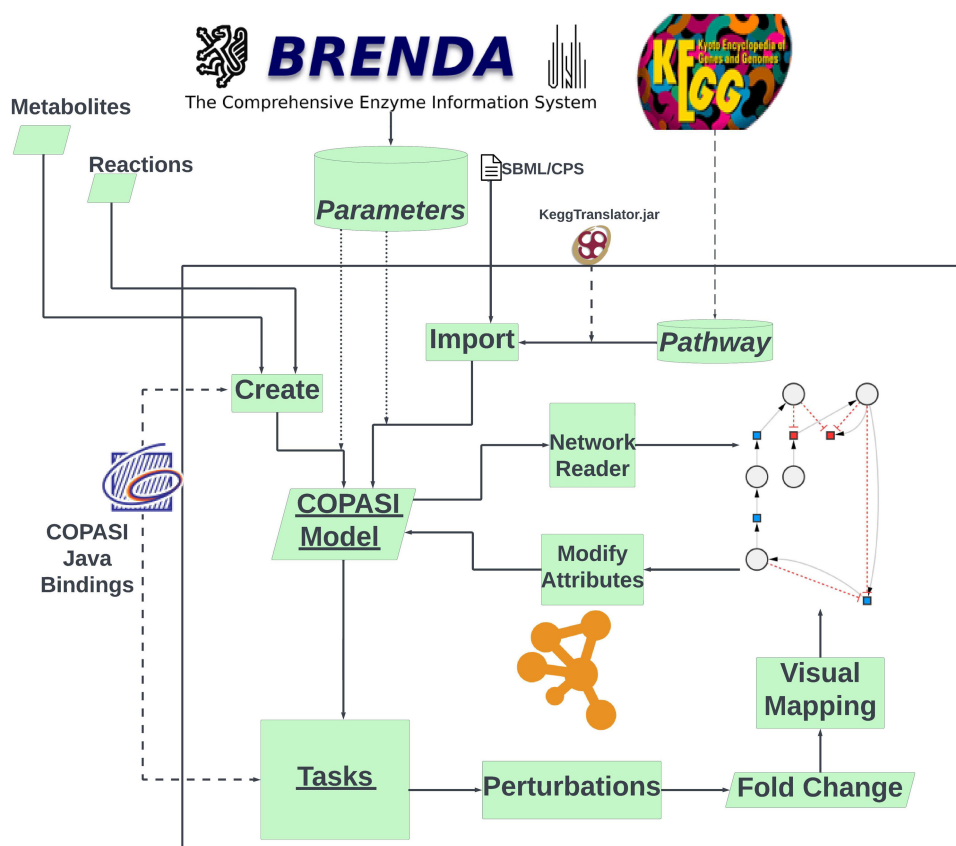 BRENDA
The Comprehensive Enzyme Information System
KEGG
Kyoto Encyclopedia of
Genes and Genomes
Metabolites
Reactions
Parameters
SBML/CPS
KeggTranslator.jar
Import
Pathway
Create
Network
Reader
COPASI
Model
COPASI
Java
Bindings
Modify
Attributes
Visual
Mapping
Tasks
Perturbations
Fold Change